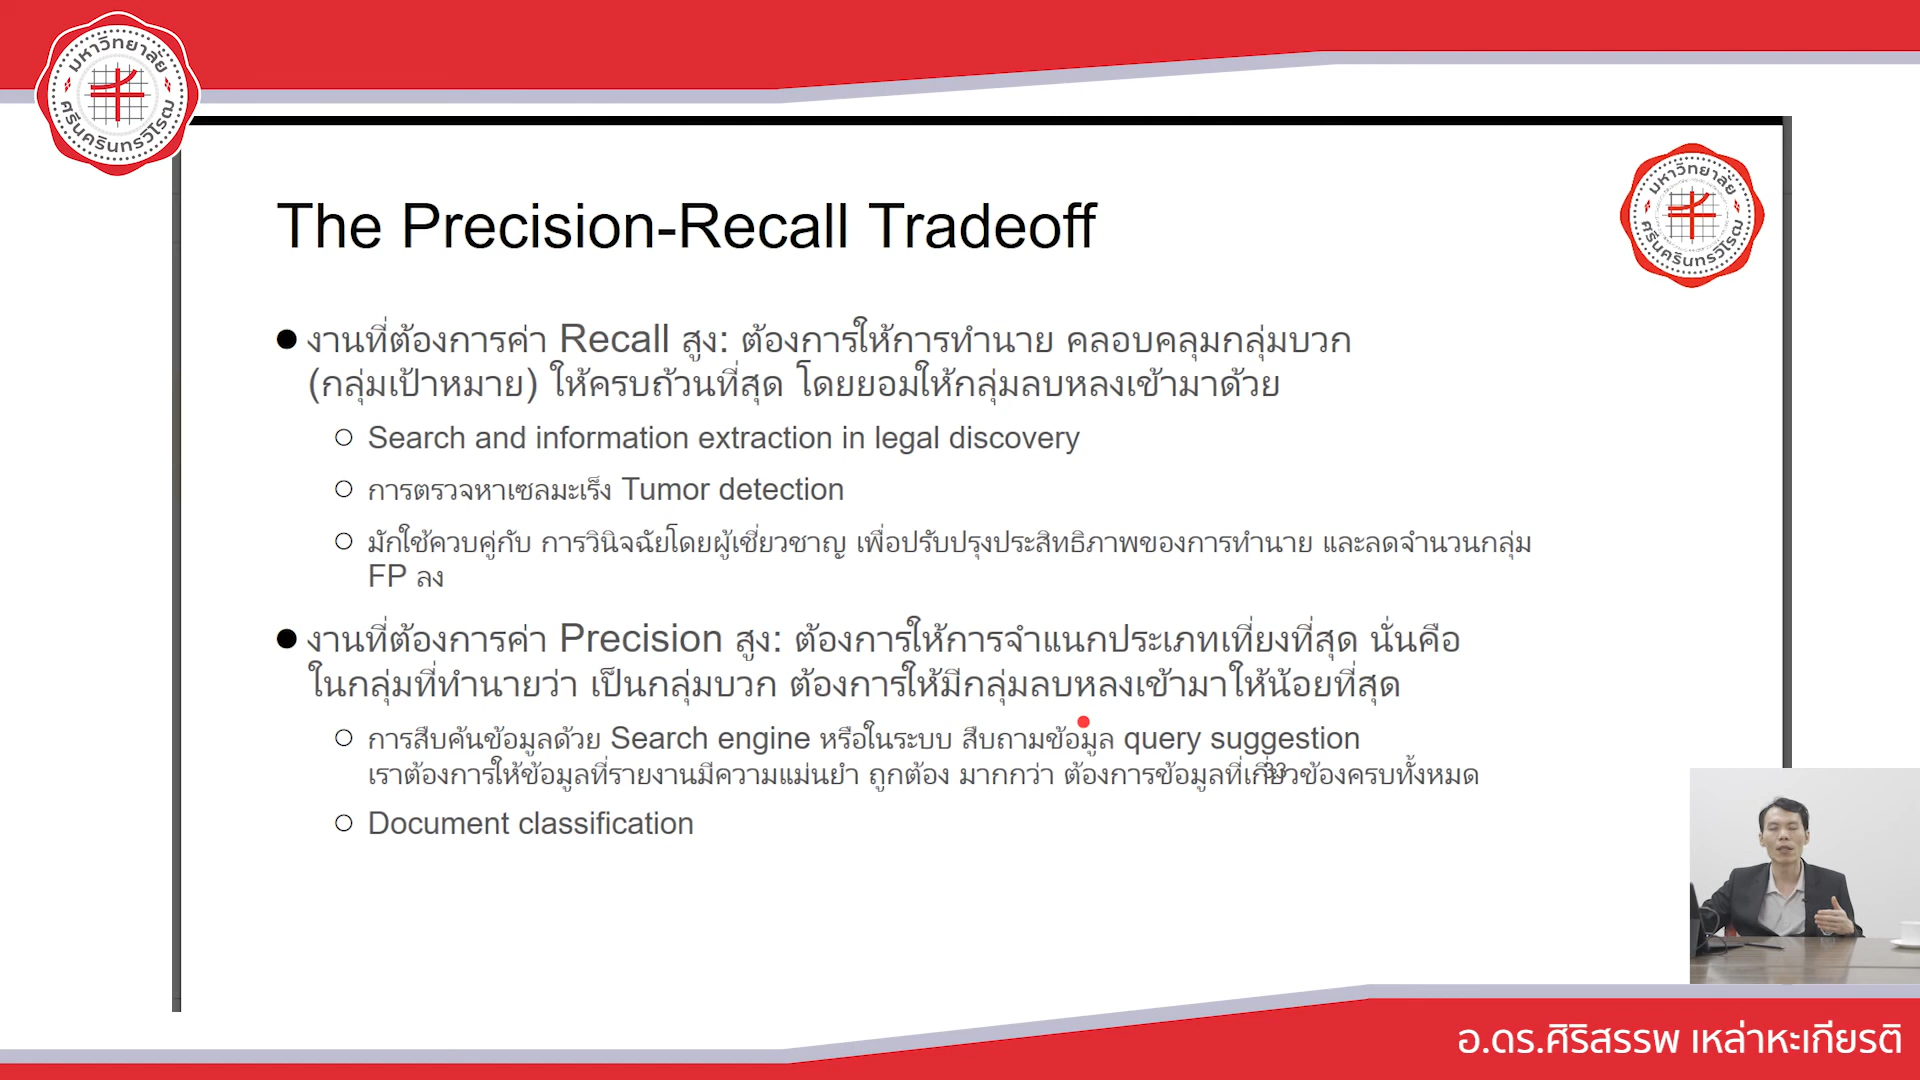 มหาวิทยาลัย
ศรีนครินทรวิโรฒ
มหาวิทยาลัย
ศรีนครินทรวิโรฒ
The Precision-Recall Tradeoff
งานที่ต้องการค่า Recall สูง: ต้องการให้การทำนาย คลอบคลุมกลุ่มบวก
(กลุ่มเป้าหมาย) ให้ครบถ้วนที่สุด โดยยอมให้กลุ่มลบหลงเข้ามาด้วย
Search and information extraction in legal discovery
การตรวจหาเซลมะเร็ง Tumor detection
มักใช้ควบคู่กับ การวินิจฉัยโดยผู้เชี่ยวชาญ เพื่อปรับปรุงประสิทธิภาพของการทำนาย และลดจำนวนกลุ่ม
FP ลง
งานที่ต้องการค่า Precision สูง: ต้องการให้การจำแนกประเภทเที่ยงที่สุด นั่นคือ
ในกลุ่มที่ทำนายว่า เป็นกลุ่มบวก ต้องการให้มีกลุ่มลบหลงเข้ามาให้น้อยที่สุด
การสืบค้นข้อมูลด้วย Search engine หรือในระบบ สืบถามข้อมูล query suggestion
เราต้องการให้ข้อมูลที่รายงานมีความแม่นยำ ถูกต้อง มากกว่า ต้องการข้อมูลที่เกี่ยวข้องครบทั้งหมด
33
Document classification
อ.ดร.ศิริสรรพ เหล่าหะเกียรติ